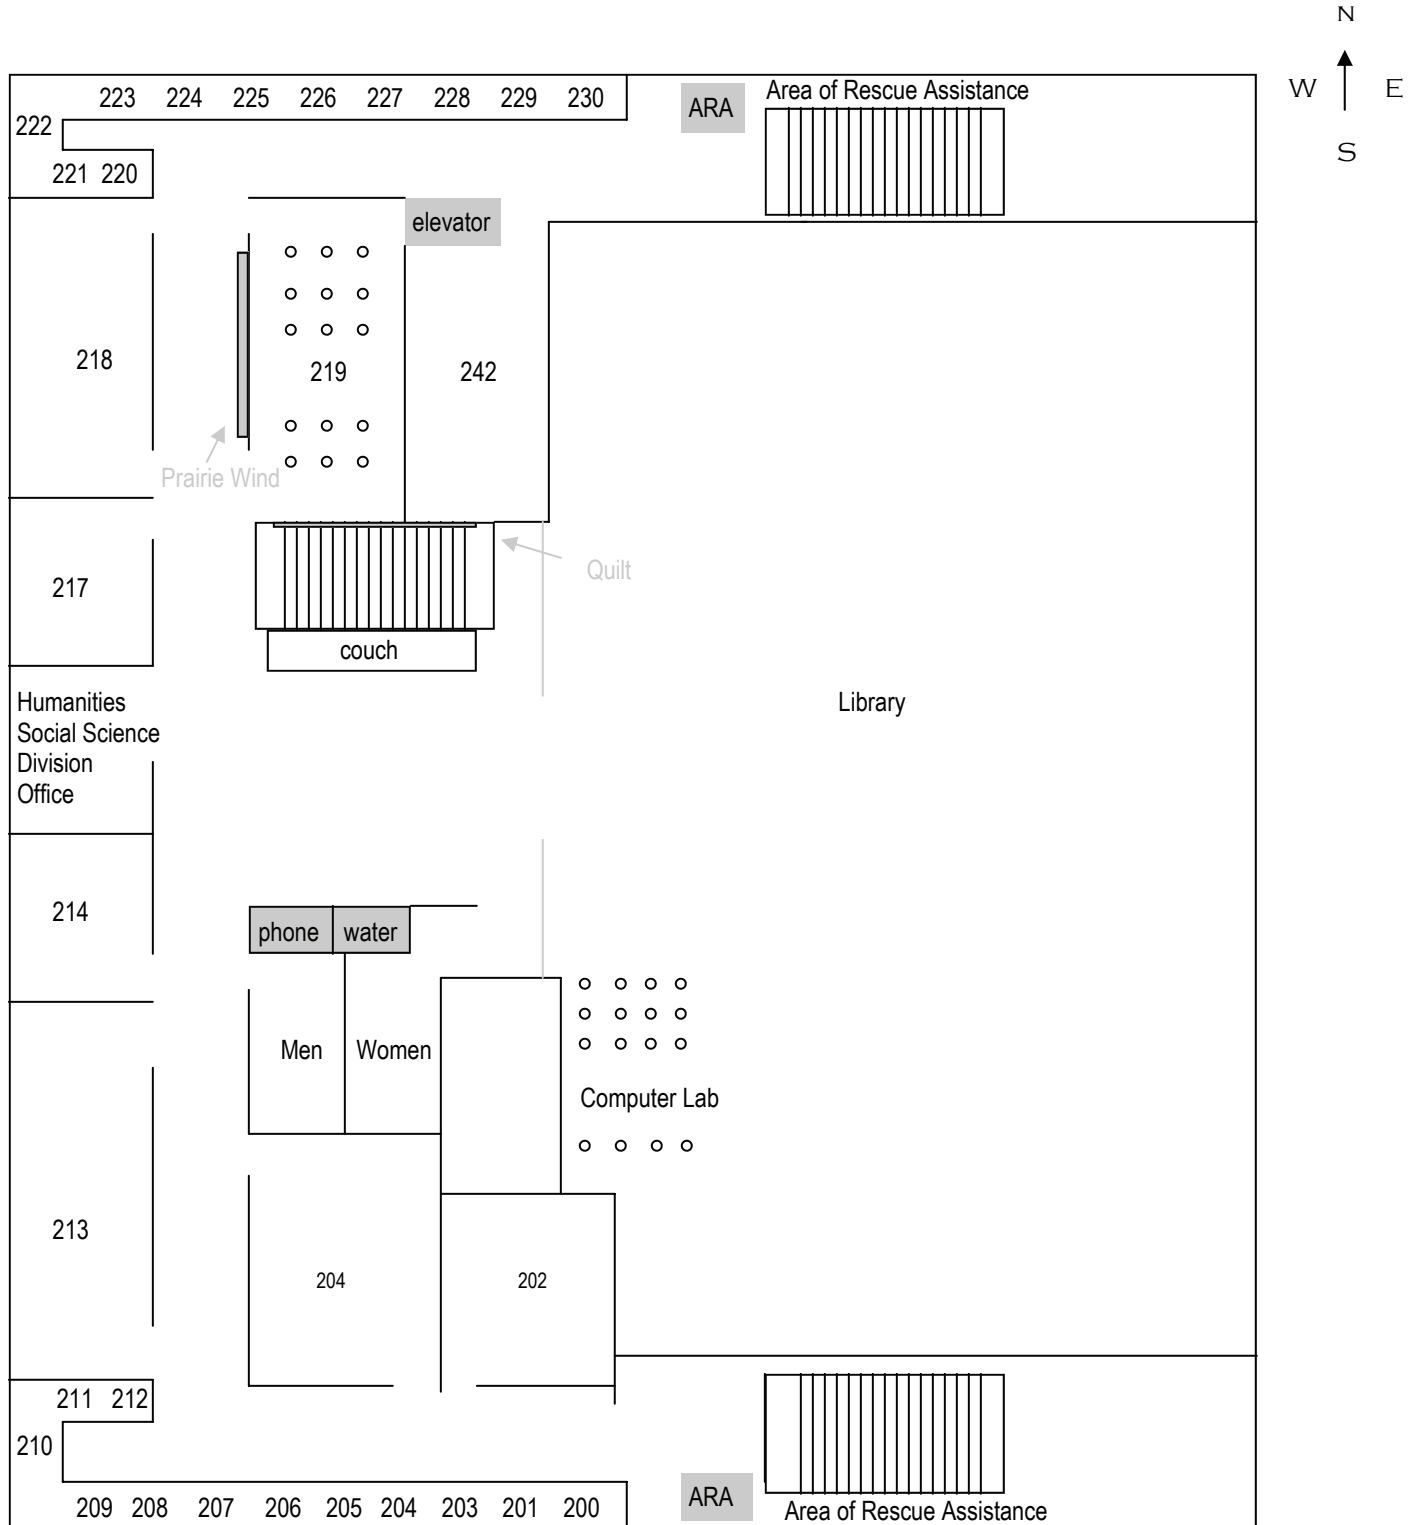 N
W E
S
223 224 225 226 227 228 229 230
ARA
Area of Rescue Assistance
222
221 220
elevator
218
219
242
Prairie Wind
Quilt
217
couch
Humanities
Social Science
Division
Office
Library
214
phone water
Men Women
Computer Lab
213
204
202
211 212
210
209 208 207 206 205 204 203 201 200
ARA
Area of Rescue Assistance